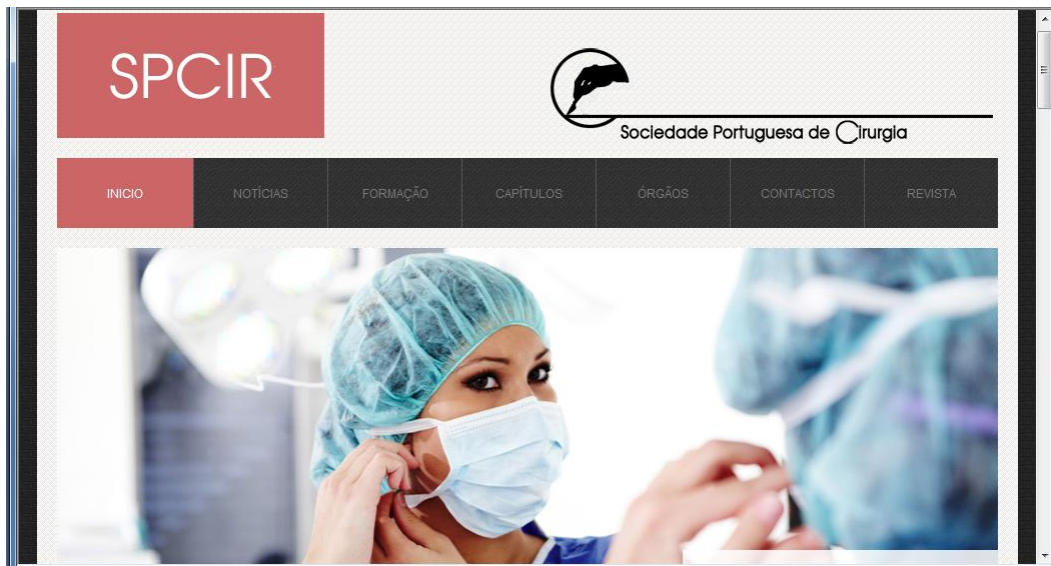 SPCIR
Sociedade Portuguesa de Cirurgia
INICIO
NOTÍCIAS
FORMAÇÃO
CAPÍTULOS
ÓRGÃOS
CONTACTOS
REVISTA